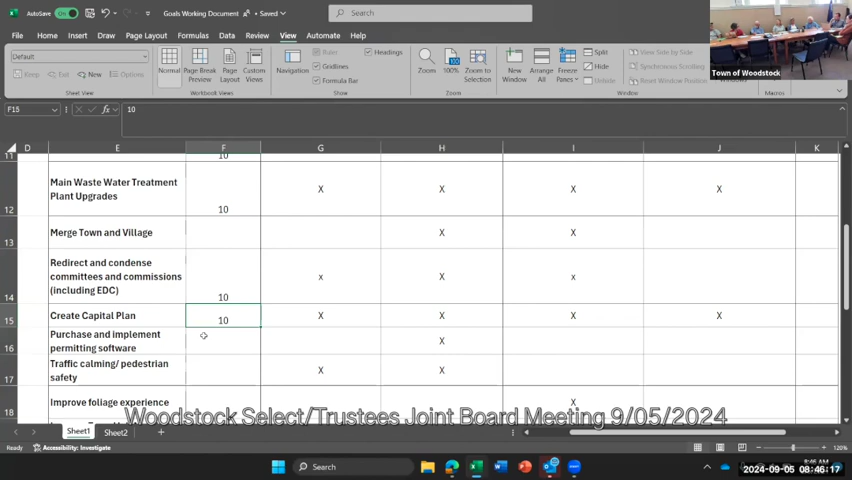 AutoSave On Goals Working Document • Saved Search
File Home Insert Draw Page Layout Formulas Data Review View Automate Help
Default
Keep Exit New Options
Normal Page Break Preview Page Layout Custom Views
Navigation
Ruler Headings
Gridlines
Formula Bar
Zoom 100% Zoom to Selection
New Window Arrange All Freeze Panes
Split
Hide
Unhide
View Side by Side
Synchronous Scrolling
Reset Window Position
Sheet View Workbook Views Show Zoom Window Macros
Town of Woodstock
F15 fx 10
D E F G H I J K
11 10
12 Main Waste Water Treatment Plant Upgrades 10 X X X X
13 Merge Town and Village X X
14 Redirect and condense committees and commissions (including EDC) 10 x X x
15 Create Capital Plan 10 X X X X
16 Purchase and implement permitting software X
17 Traffic calming/ pedestrian safety X X
18 Improve foliage experience X
Woodstock Select/Trustees Joint Board Meeting 9/05/2024
Sheet1 Sheet2
Ready Accessibility: Investigate 120%
Search
2024-09-05 08:46:17